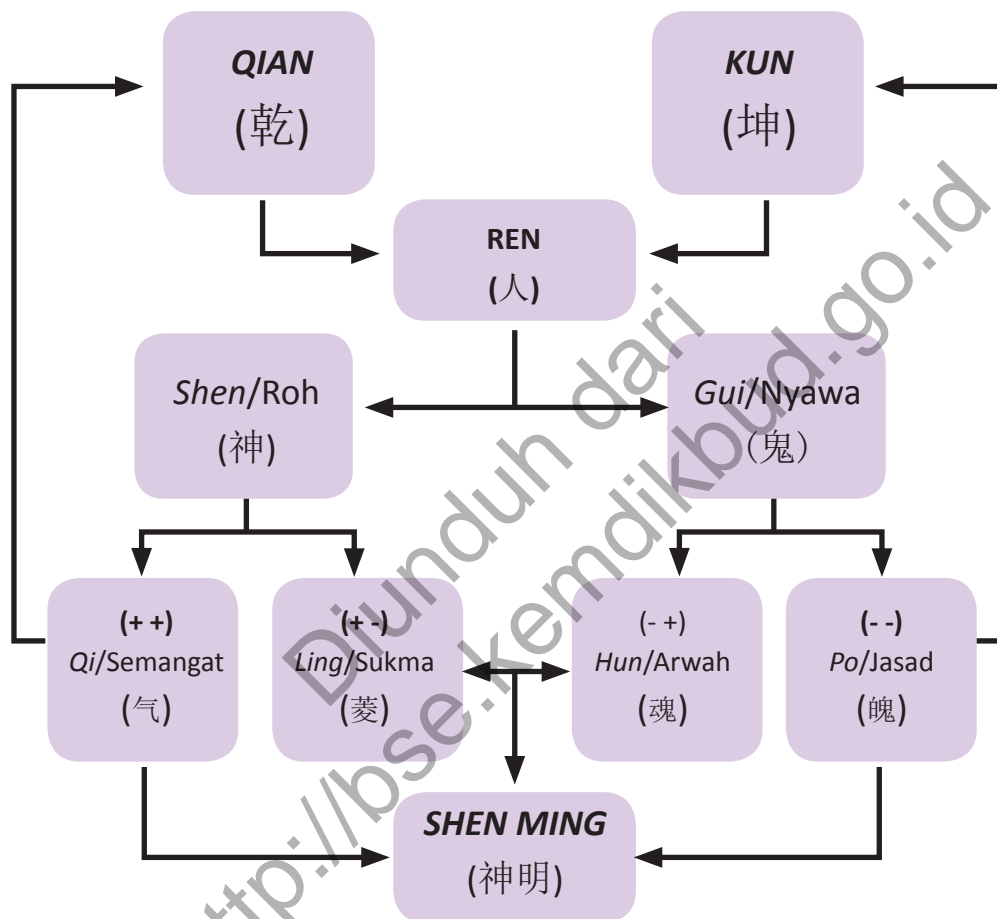 QIAN
(乾)
KUN
(坤)
REN
(人)
Shen/Roh
(神)
Gui/Nyawa
(鬼)
(+ +)
Qi/Semangat
(气)
(+ -)
Ling/Sukma
(菱)
(- +)
Hun/Arwah
(魂)
(- -)
Po/Jasad
(魄)
SHEN MING
(神明)
Diunduh dari
ttp://bse.kemdikbud.go.id